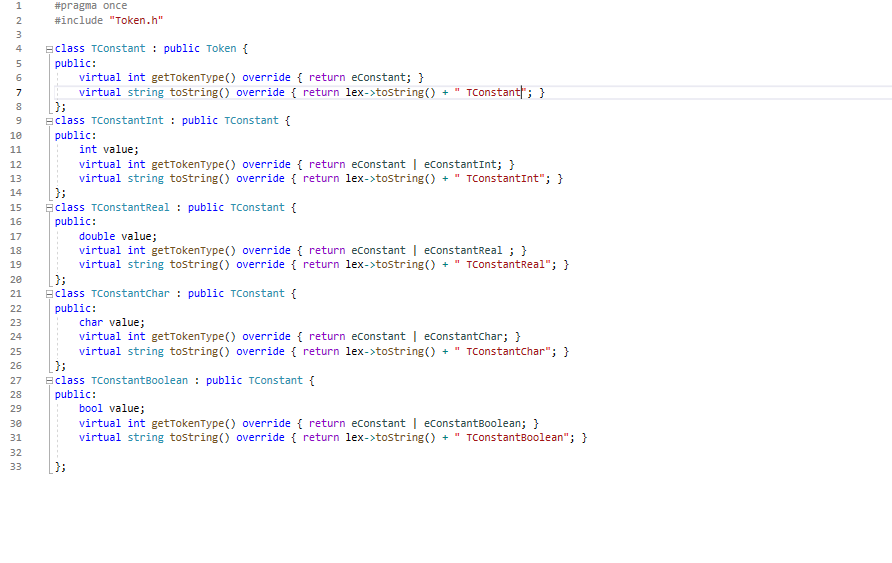 1 #pragma once
2 #include "Token.h"
3
4 class TConstant : public Token {
5 public:
6 virtual int getTokenType() override { return eConstant; }
7 virtual string toString() override { return lex->toString() + " TConstant"; }
8 };
9 class TConstantInt : public TConstant {
10 public:
11 int value;
12 virtual int getTokenType() override { return eConstant | eConstantInt; }
13 virtual string toString() override { return lex->toString() + " TConstantInt"; }
14 };
15 class TConstantReal : public TConstant {
16 public:
17 double value;
18 virtual int getTokenType() override { return eConstant | eConstantReal ; }
19 virtual string toString() override { return lex->toString() + " TConstantReal"; }
20 };
21 class TConstantChar : public TConstant {
22 public:
23 char value;
24 virtual int getTokenType() override { return eConstant | eConstantChar; }
25 virtual string toString() override { return lex->toString() + " TConstantChar"; }
26 };
27 class TConstantBoolean : public TConstant {
28 public:
29 bool value;
30 virtual int getTokenType() override { return eConstant | eConstantBoolean; }
31 virtual string toString() override { return lex->toString() + " TConstantBoolean"; }
32
33 };